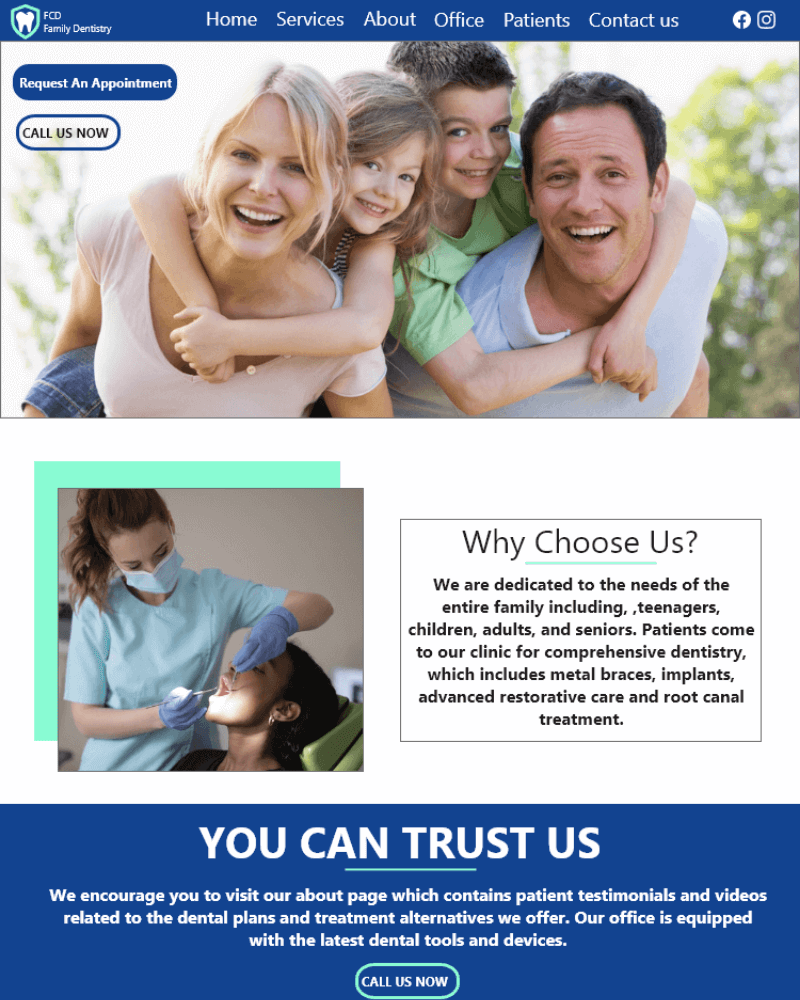 FCD
Family Dentistry
Home Services About Office Patients Contact us
Request An Appointment
CALL US NOW
Why Choose Us?
We are dedicated to the needs of the
entire family including, ,teenagers,
children, adults, and seniors. Patients come
to our clinic for comprehensive dentistry,
which includes metal braces, implants,
advanced restorative care and root canal
treatment.
YOU CAN TRUST US
We encourage you to visit our about page which contains patient testimonials and videos
related to the dental plans and treatment alternatives we offer. Our office is equipped
with the latest dental tools and devices.
CALL US NOW